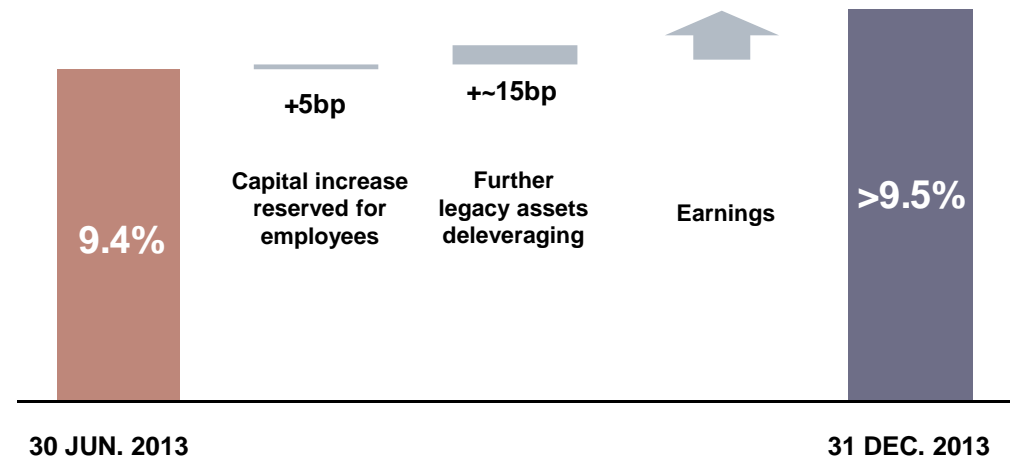 9.4%
+5bp
Capital increase
reserved for
employees
+~15bp
Further
legacy assets
deleveraging
Earnings
>9.5%
30 JUN. 2013
31 DEC. 2013